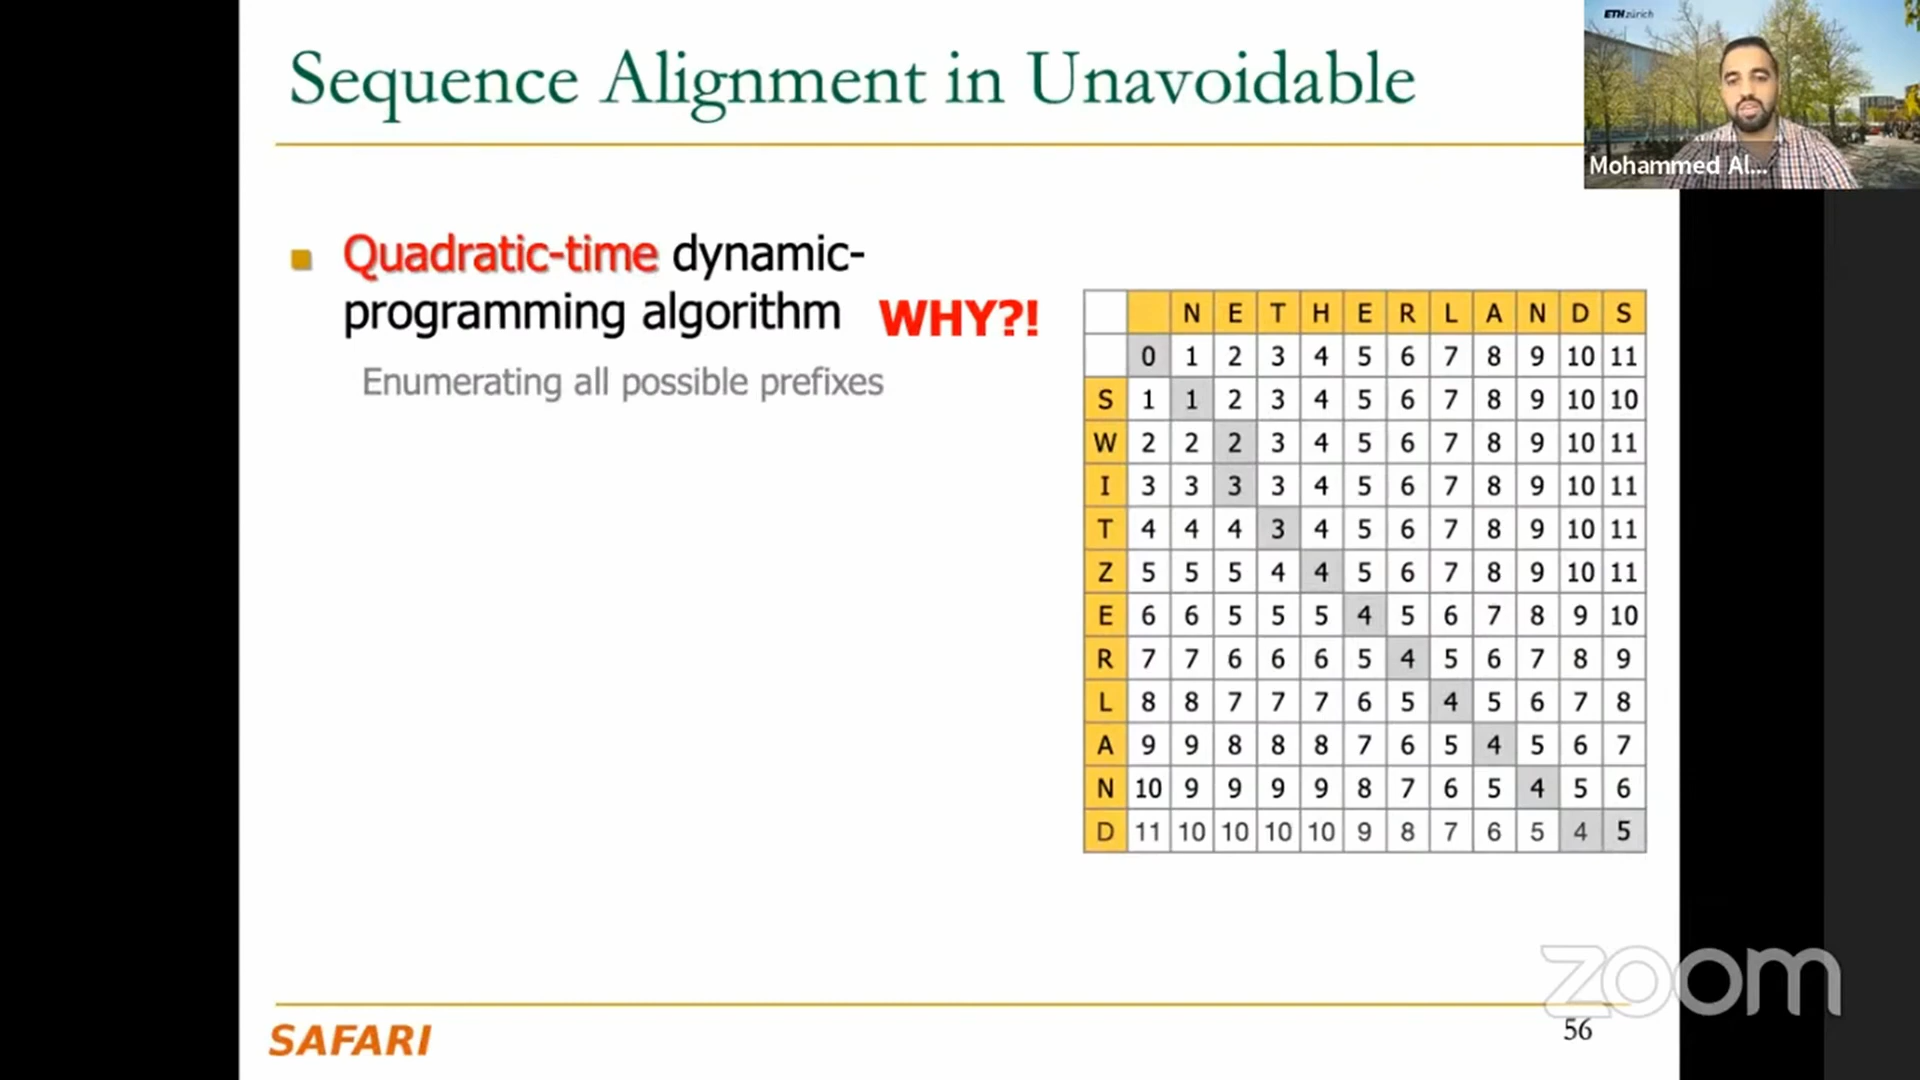 Sequence Alignment in Unavoidable
ETH zürich
Mohammed Al...
Quadratic-time dynamic-
programming algorithm WHY?!
Enumerating all possible prefixes
N E T H E R L A N D S
0 1 2 3 4 5 6 7 8 9 10 11
S 1 1 2 3 4 5 6 7 8 9 10 10
W 2 2 2 3 4 5 6 7 8 9 10 11
I 3 3 3 3 4 5 6 7 8 9 10 11
T 4 4 4 3 4 5 6 7 8 9 10 11
Z 5 5 5 4 4 5 6 7 8 9 10 11
E 6 6 5 5 5 4 5 6 7 8 9 10
R 7 7 6 6 6 5 4 5 6 7 8 9
L 8 8 7 7 7 6 5 4 5 6 7 8
A 9 9 8 8 8 7 6 5 4 5 6 7
N 10 9 9 9 9 8 7 6 5 4 5 6
D 11 10 10 10 10 9 8 7 6 5 4 5
zoom
SAFARI
56